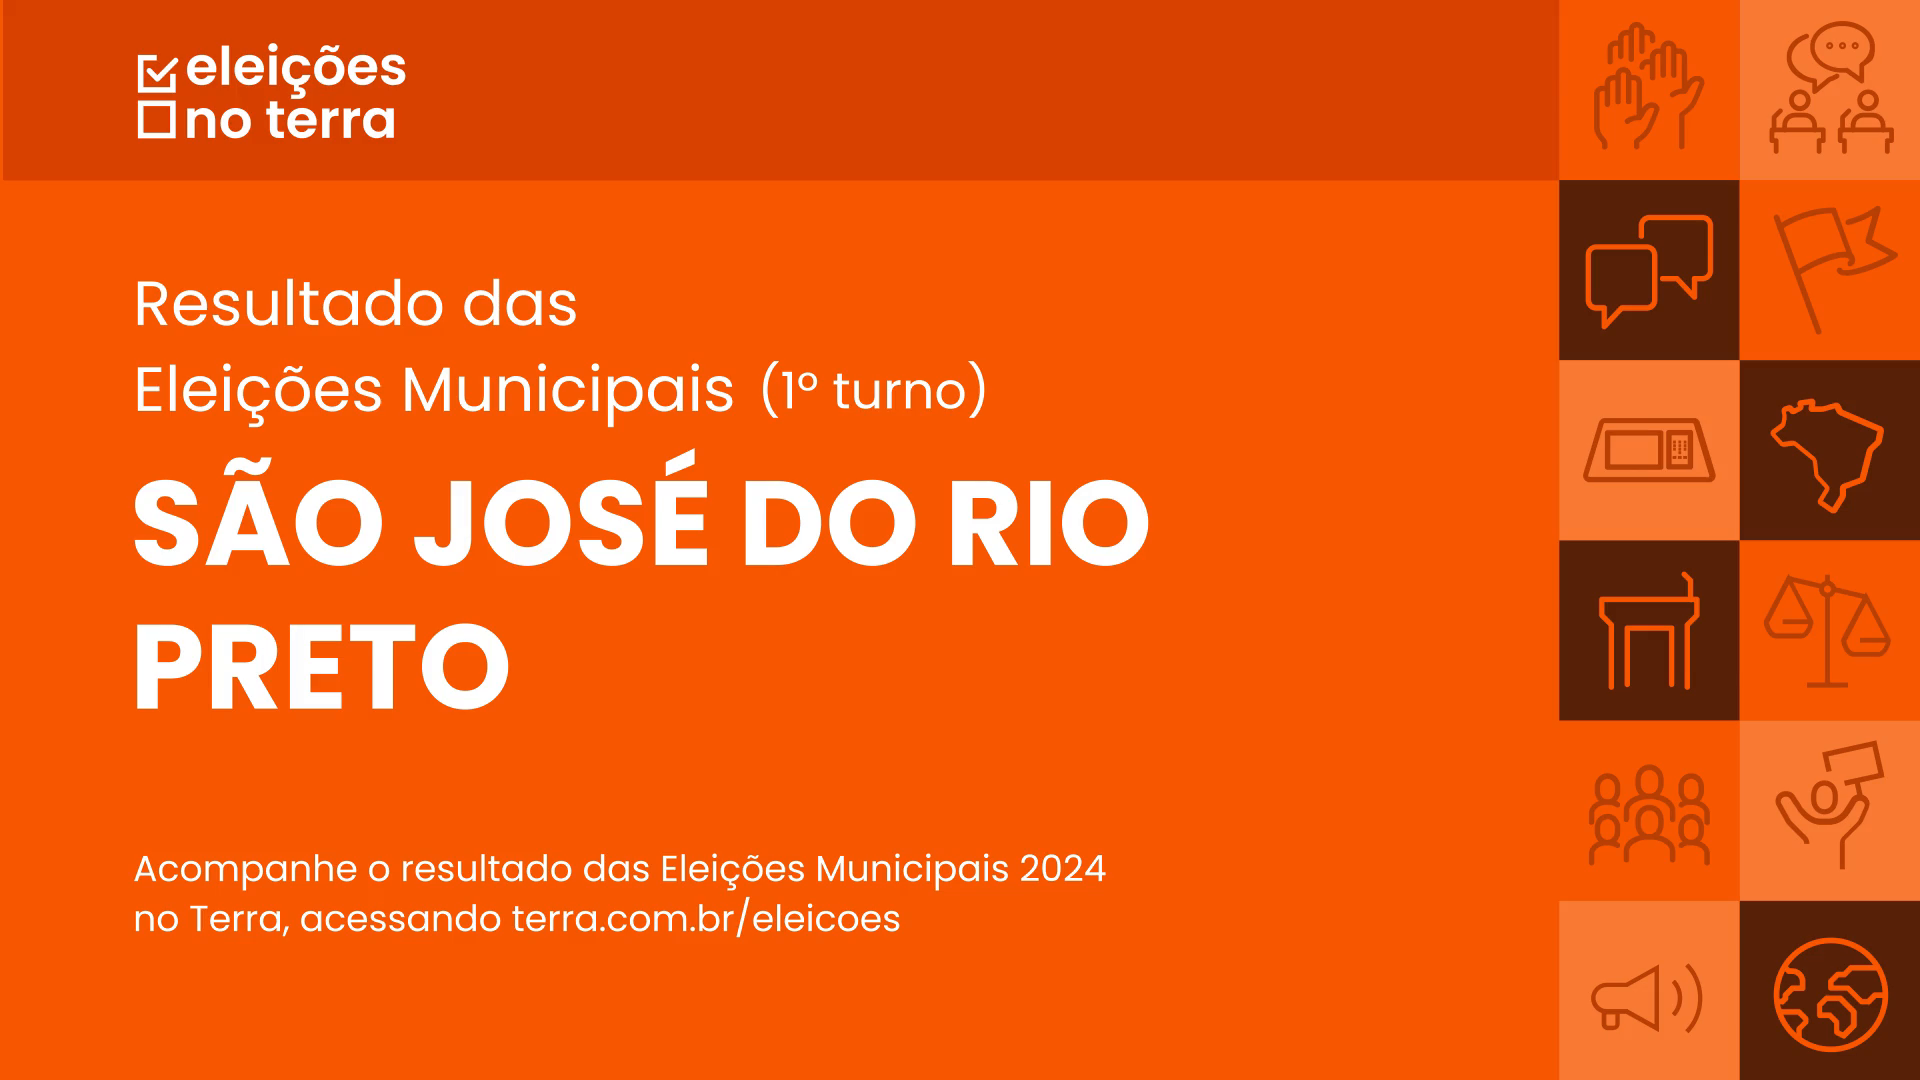 eleições
no terra
Resultado das
Eleições Municipais (1º turno)
SÃO JOSÉ DO RIO
PRETO
Acompanhe o resultado das Eleições Municipais 2024
no Terra, acessando terra.com.br/eleicoes